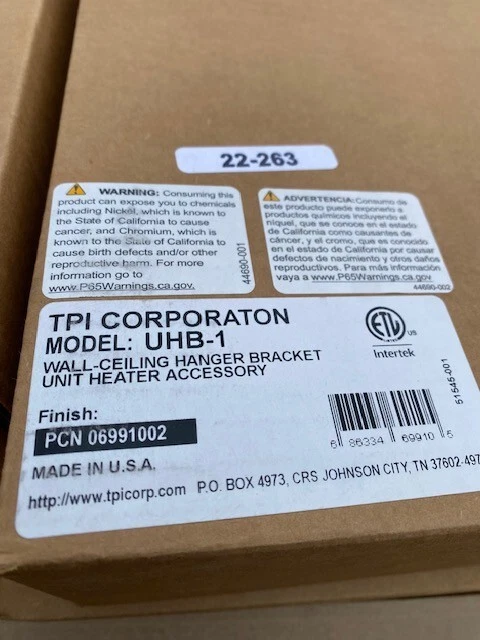 22-263
WARNING: Consuming this
product can expose you to chemicals
including Nickel, which is known to
the State of California to cause
cancer, and Chromium, which is
known to the State of California to
cause birth defects and/or other
reproductive harm. For more
information go to
www.P65Warnings.ca.gov.
44690-001
ADVERTENCIA: Consumo de
este producto puede exponerlo a
productos químicos incluyendo el
níquel, que se conoce en el estado
de California como causantes de
cáncer, y el cromo, que es conocido
en el estado de California por causar
defectos de nacimiento y otros daños
reproductivos. Para más información
vaya a www.P65Warnings.ca.gov
44690-002
TPI CORPORATON
MODEL: UHB-1
WALL-CEILING HANGER BRACKET
UNIT HEATER ACCESSORY
ETL US
Intertek
Finish:
PCN 06991002
6 86334 69910 5
51545-001
MADE IN U.S.A.
http://www.tpicorp.com P.O. BOX 4973, CRS JOHNSON CITY, TN 37602-497